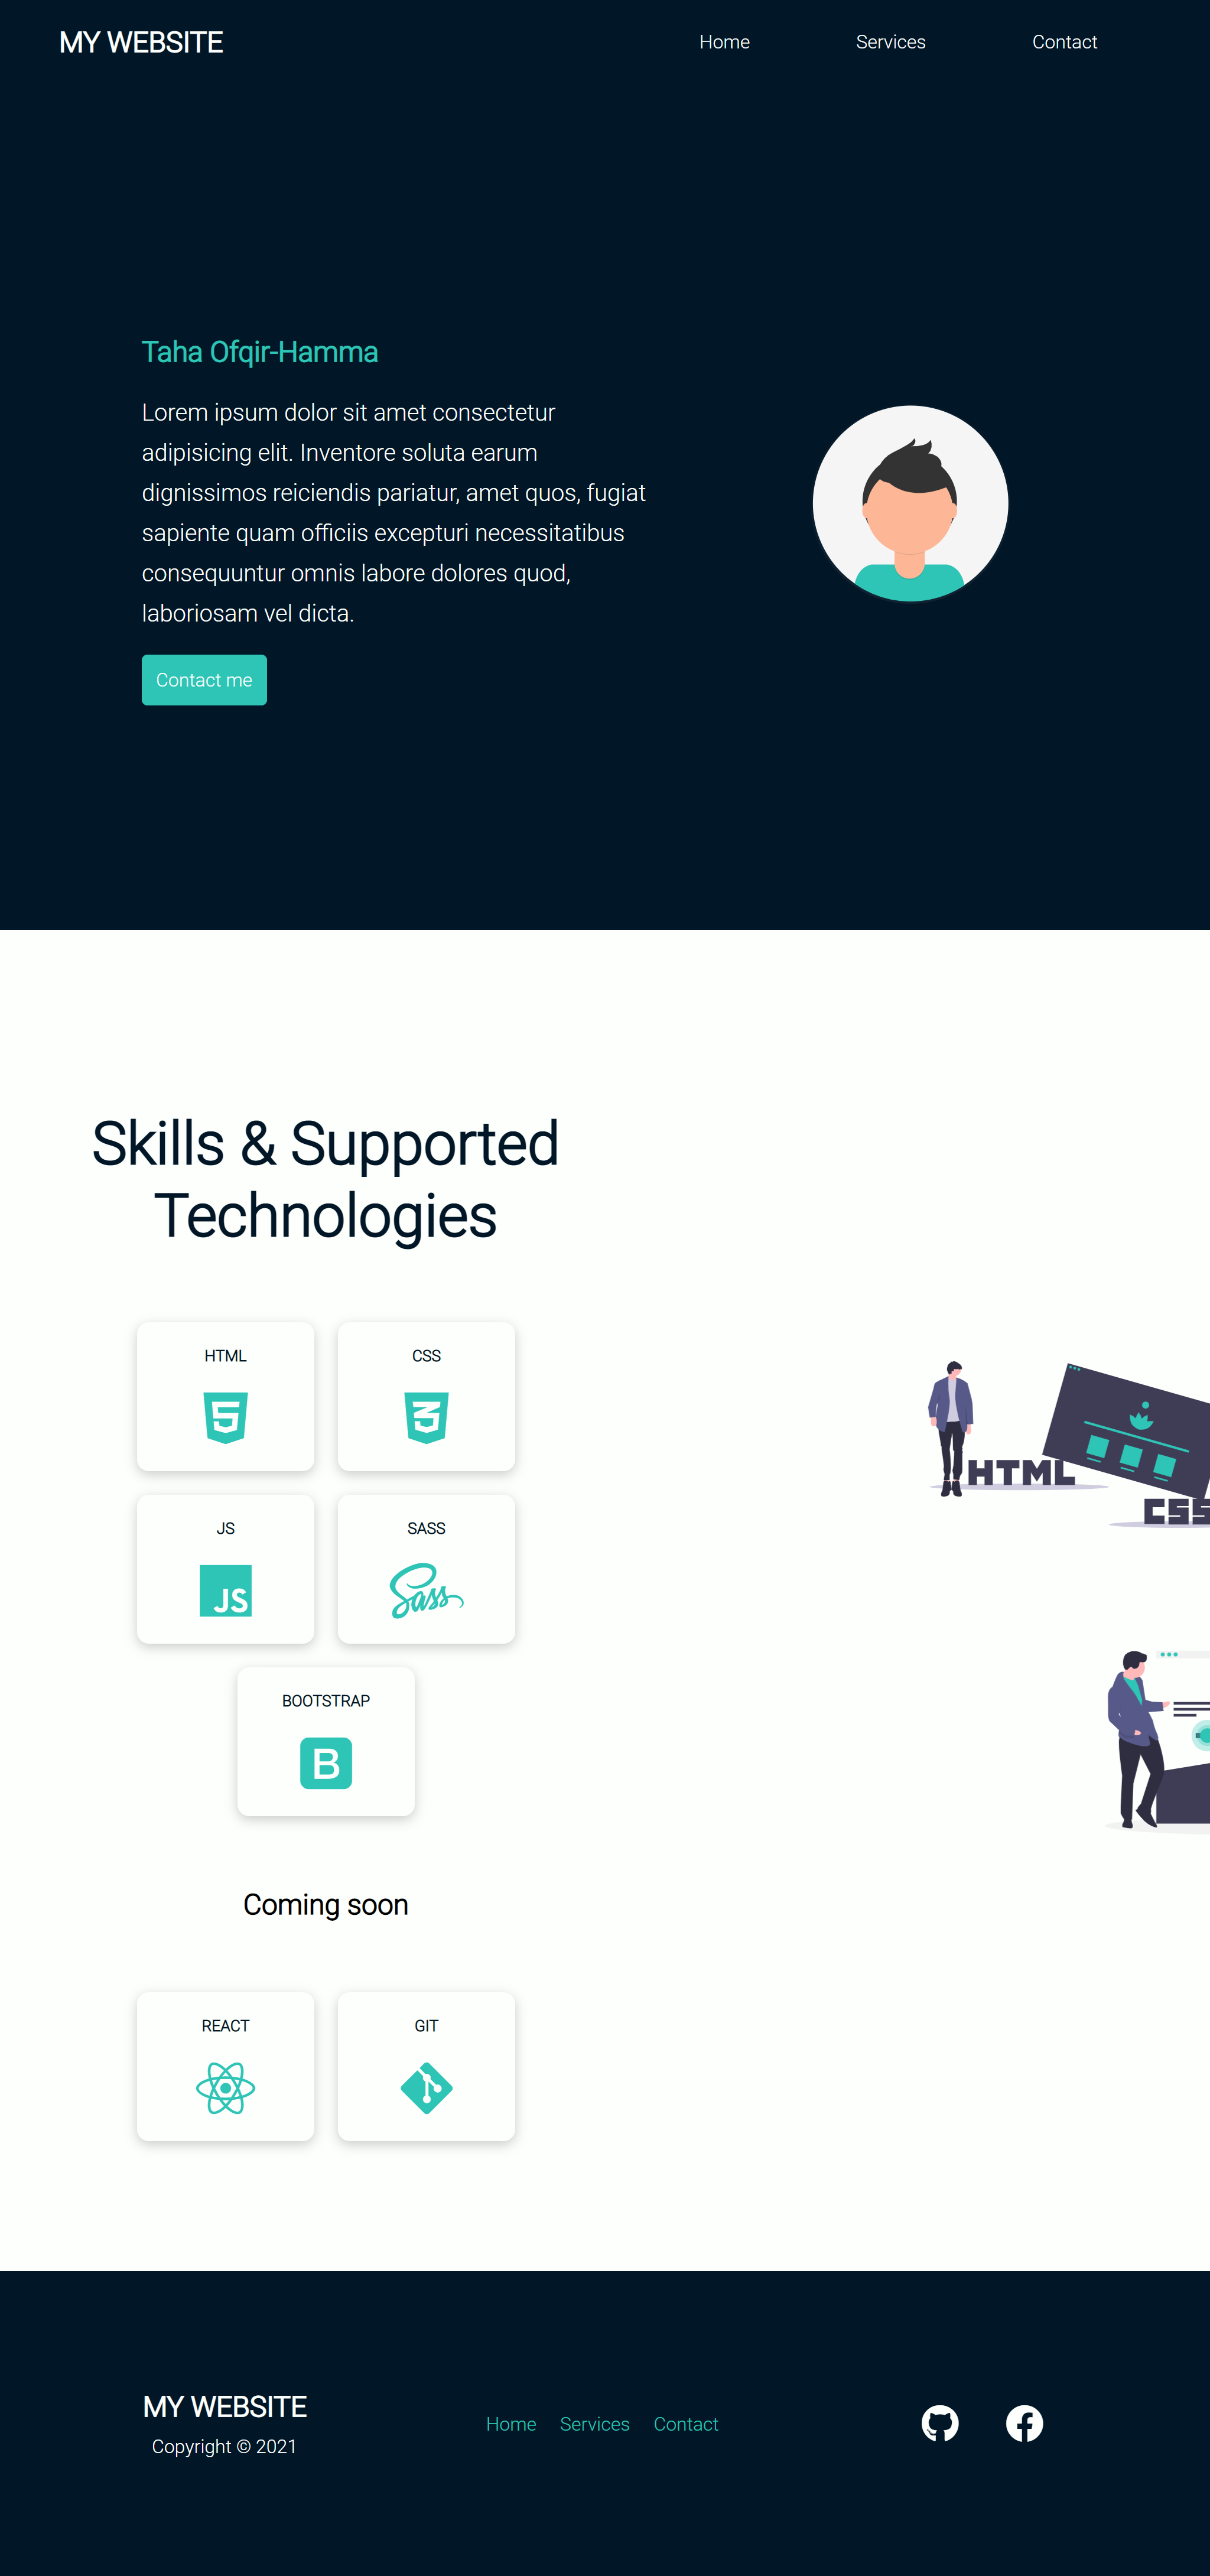 MY WEBSITE
Home Services Contact
Taha Ofqir-Hamma
Lorem ipsum dolor sit amet consectetur
adipisicing elit. Inventore soluta earum
dignissimos reiciendis pariatur, amet quos, fugiat
sapiente quam officiis excepturi necessitatibus
consequuntur omnis labore dolores quod,
laboriosam vel dicta.
Contact me
Skills & Supported
Technologies
HTML CSS
5 3
JS SASS
JS Sass
BOOTSTRAP
B
HTML
CSS
Coming soon
REACT GIT
MY WEBSITE
Copyright © 2021
Home Services Contact